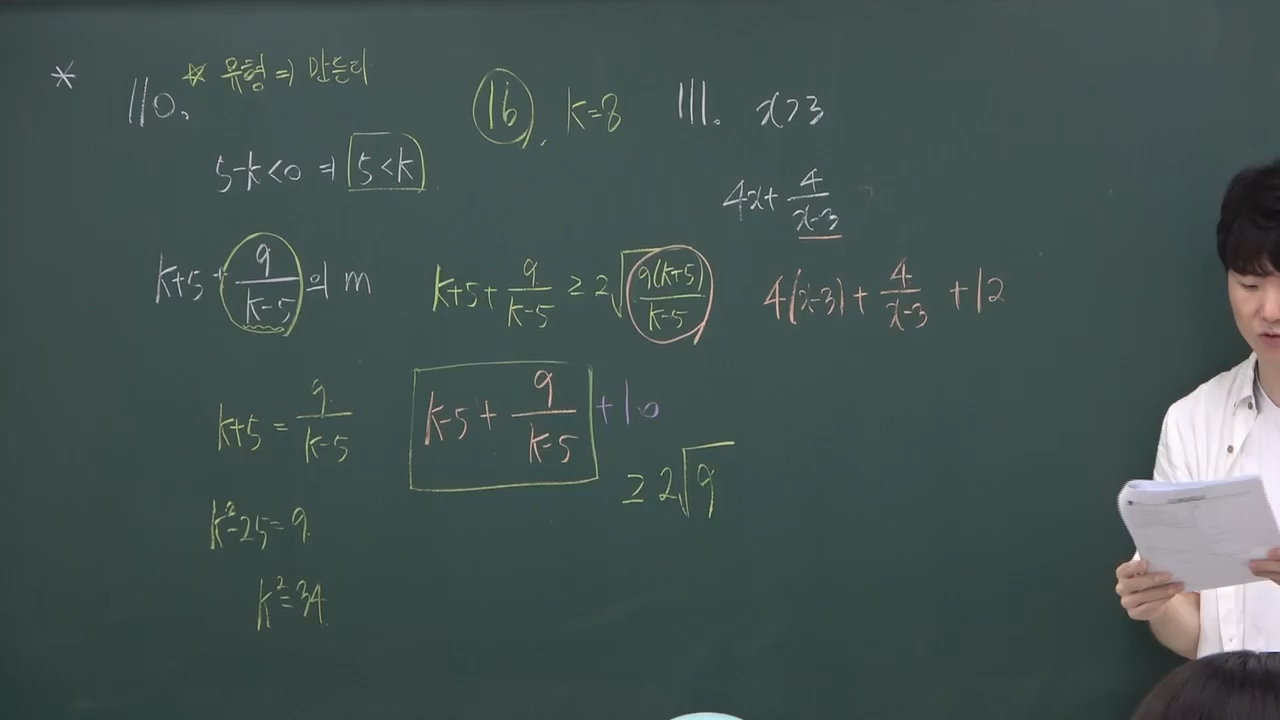 * 110. ☆ 유형 ⇒ 만든다
5-k<0 ⇒ 5<k
k+5+9/(k-5)의 m
k+5=9/(k-5)
k²-25=9
k²=34
16, k=8
k+5+9/(k-5) ≥ 2√(9(k+5)/(k-5))
k-5+9/(k-5)+10
≥2√9
111. x>3
4x+4/(x-3)
4(x-3)+4/(x-3)+12